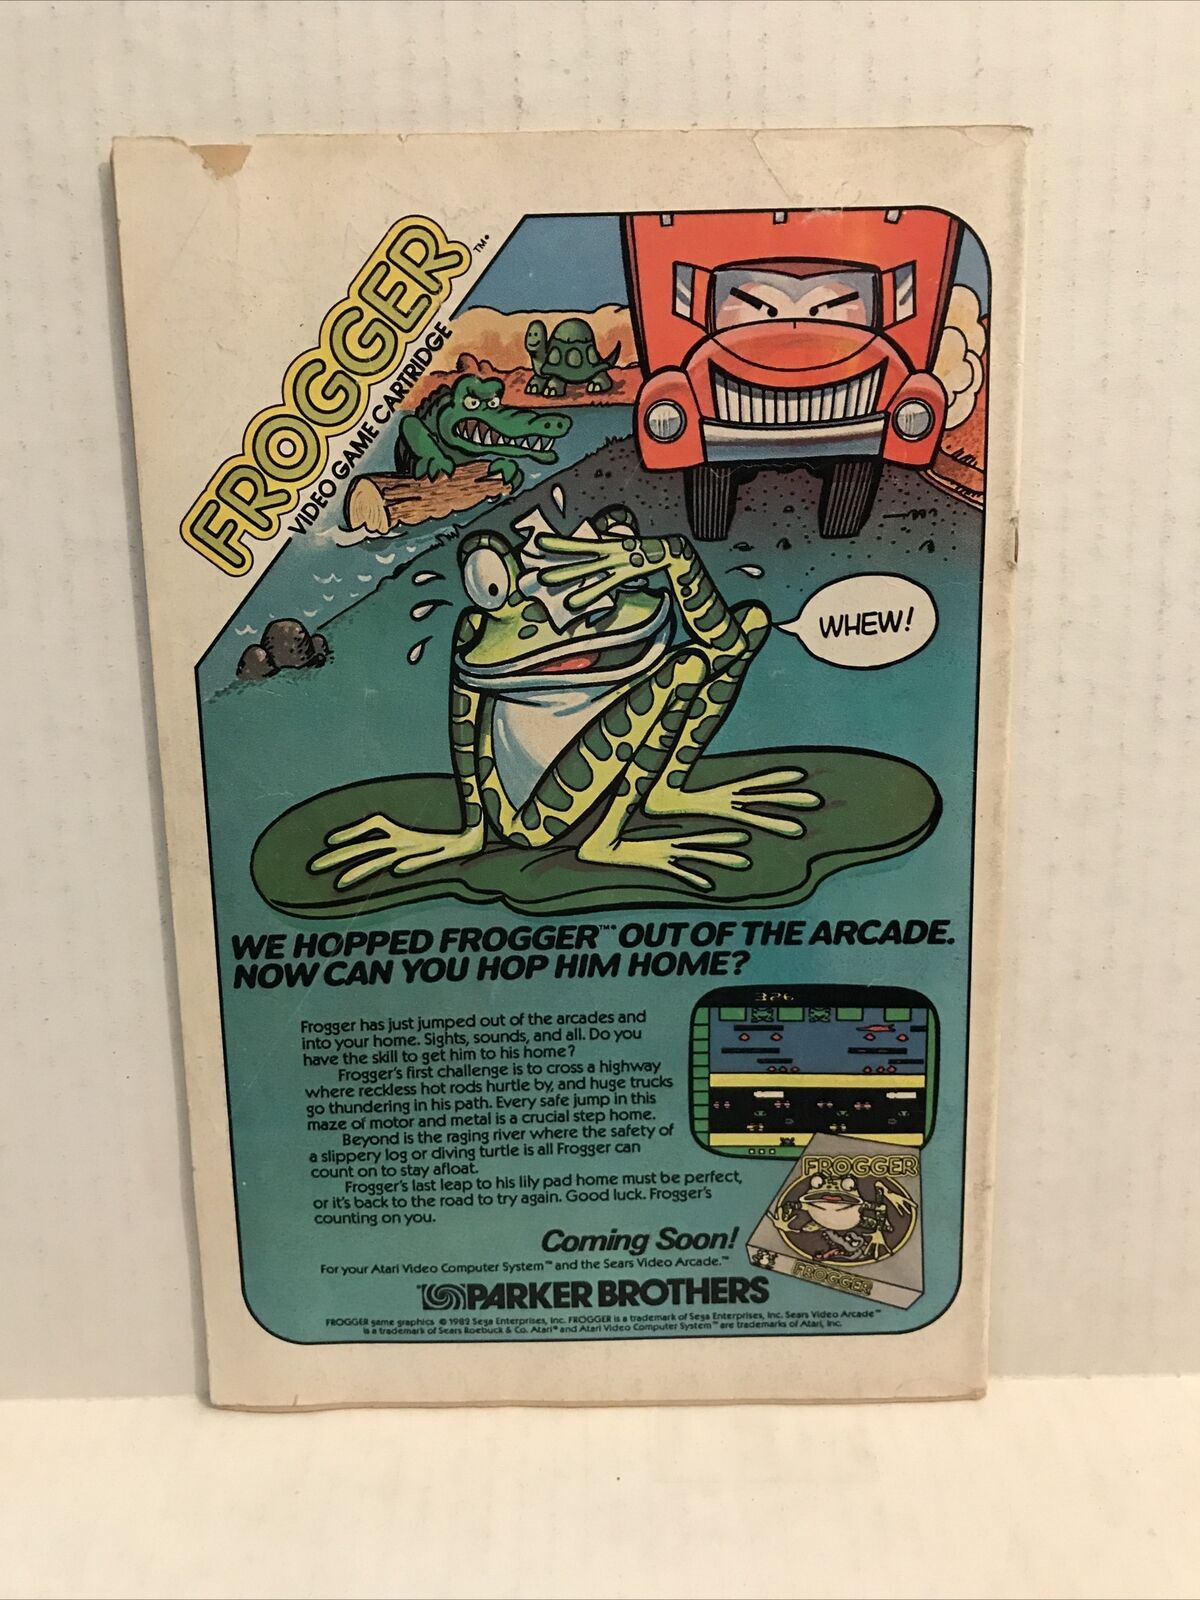 FROGGER ™*
VIDEO GAME CARTRIDGE
WHEW!
WE HOPPED FROGGER™* OUT OF THE ARCADE.
NOW CAN YOU HOP HIM HOME?
326
Frogger has just jumped out of the arcades and
into your home. Sights, sounds, and all. Do you
have the skill to get him to his home?
Frogger's first challenge is to cross a highway
where reckless hot rods hurtle by, and huge trucks
go thundering in his path. Every safe jump in this
maze of motor and metal is a crucial step home.
Beyond is the raging river where the safety of
a slippery log or diving turtle is all Frogger can
count on to stay afloat.
Frogger's last leap to his lily pad home must be perfect,
or it's back to the road to try again. Good luck. Frogger's
counting on you.
FROGGER
FROGGER
Coming Soon!
For your Atari Video Computer System™ and the Sears Video Arcade.™
PARKER BROTHERS
FROGGER game graphics © 1982 Sega Enterprises, Inc. FROGGER is a trademark of Sega Enterprises, Inc. Sears Video Arcade™
is a trademark of Sears Roebuck & Co. Atari® and Atari Video Computer System™ are trademarks of Atari, Inc.